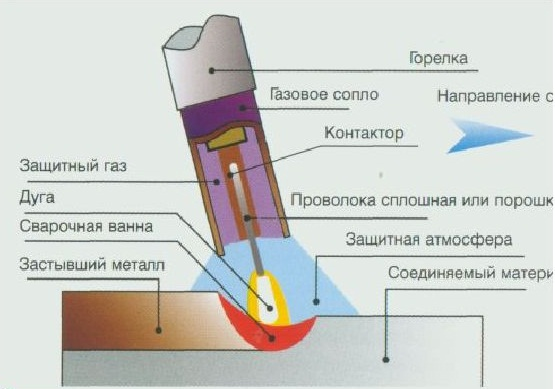 Горелка
Газовое сопло
Направление с
Контактор
Защитный газ
Дуга
Проволока сплошная или порошк
Сварочная ванна
Защитная атмосфера
Застывший металл
Соединяемый матери